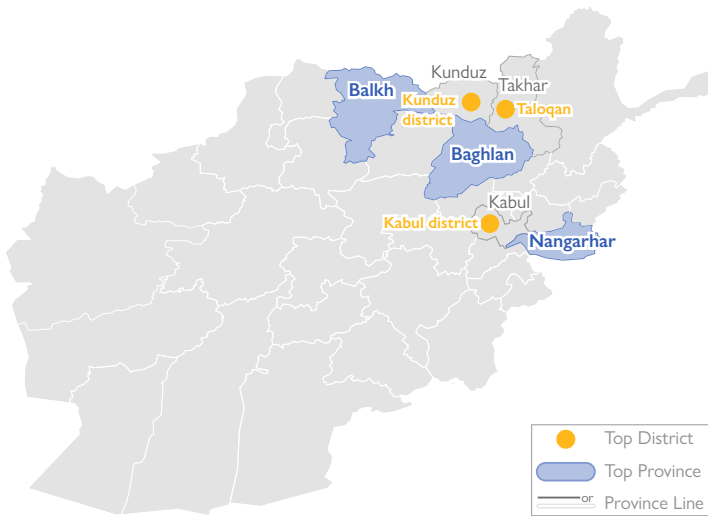 Kunduz
Balkh
Takhar
Kunduz
district
Taloqan
Baghlan
Kabul
Kabul district
Nangarhar
Top District
Top Province
or Province Line